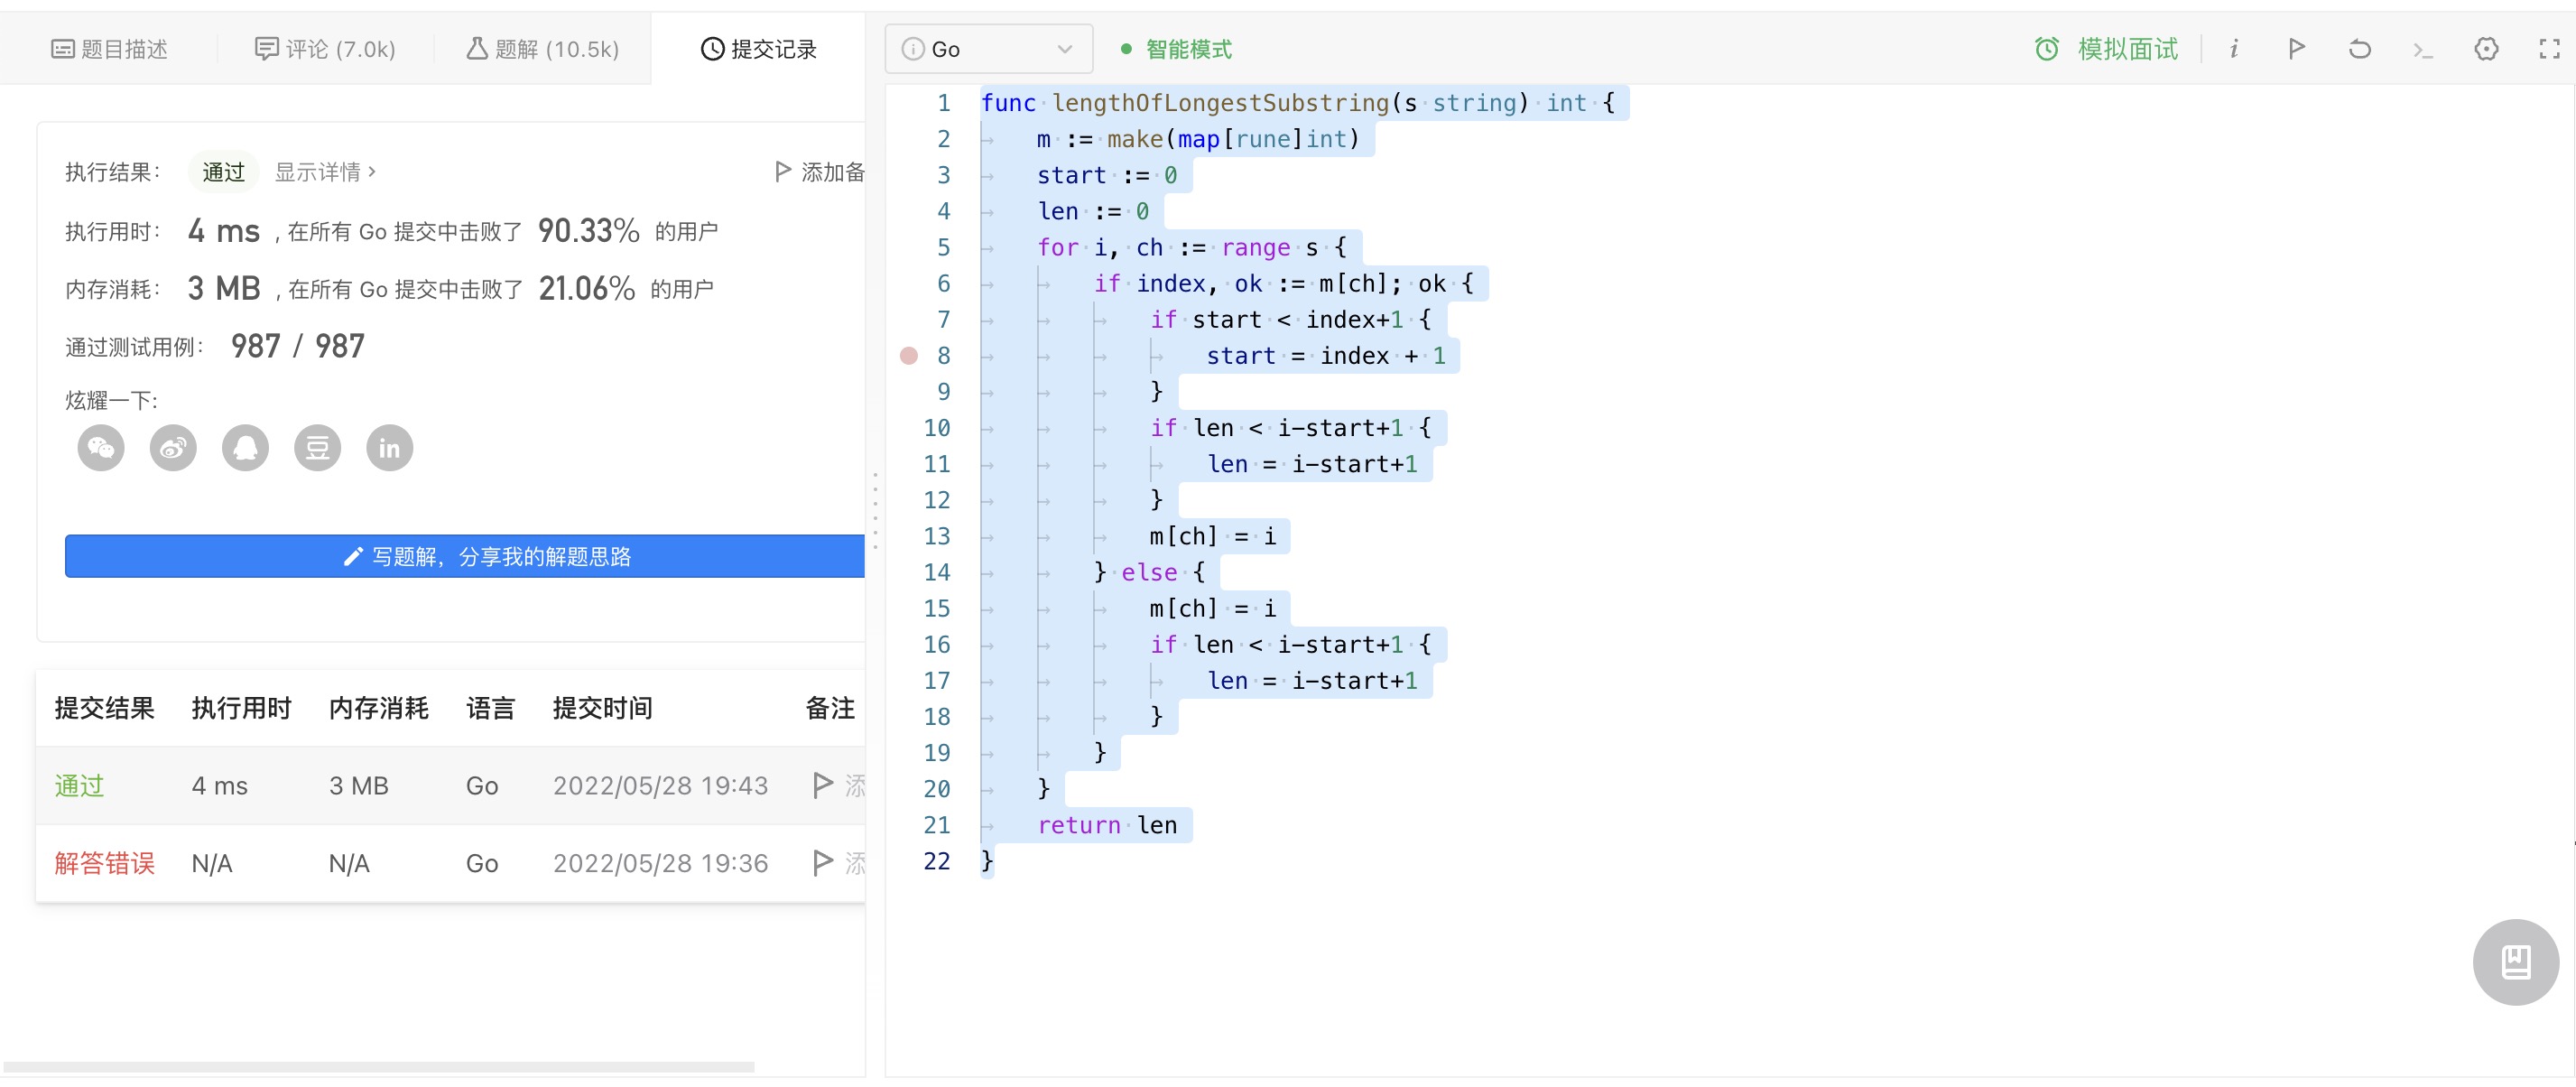 题目描述
评论 (7.0k)
题解 (10.5k)
提交记录
执行结果：
通过
显示详情 ›
添加备
执行用时： 4 ms , 在所有 Go 提交中击败了 90.33% 的用户
内存消耗： 3 MB , 在所有 Go 提交中击败了 21.06% 的用户
通过测试用例： 987 / 987
炫耀一下:
写题解，分享我的解题思路
提交结果 执行用时 内存消耗 语言 提交时间 备注
通过 4 ms 3 MB Go 2022/05/28 19:43 添
解答错误 N/A N/A Go 2022/05/28 19:36 添
Go
智能模式
模拟面试
1 func lengthOfLongestSubstring(s string) int {
2 m := make(map[rune]int)
3 start := 0
4 len := 0
5 for i, ch := range s {
6 if index, ok := m[ch]; ok {
7 if start < index+1 {
8 start = index + 1
9 }
10 if len < i-start+1 {
11 len = i-start+1
12 }
13 m[ch] = i
14 } else {
15 m[ch] = i
16 if len < i-start+1 {
17 len = i-start+1
18 }
19 }
20 }
21 return len
22 }